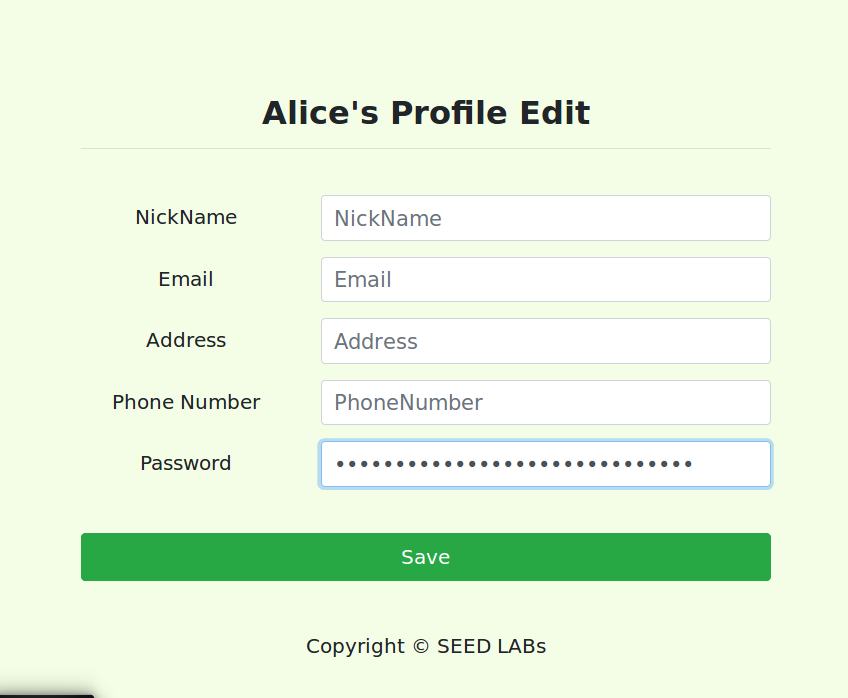 Alice's Profile Edit
NickName NickName
Email Email
Address Address
Phone Number PhoneNumber
Password ••••••••••••••••••••••••••••••
Save
Copyright © SEED LABs